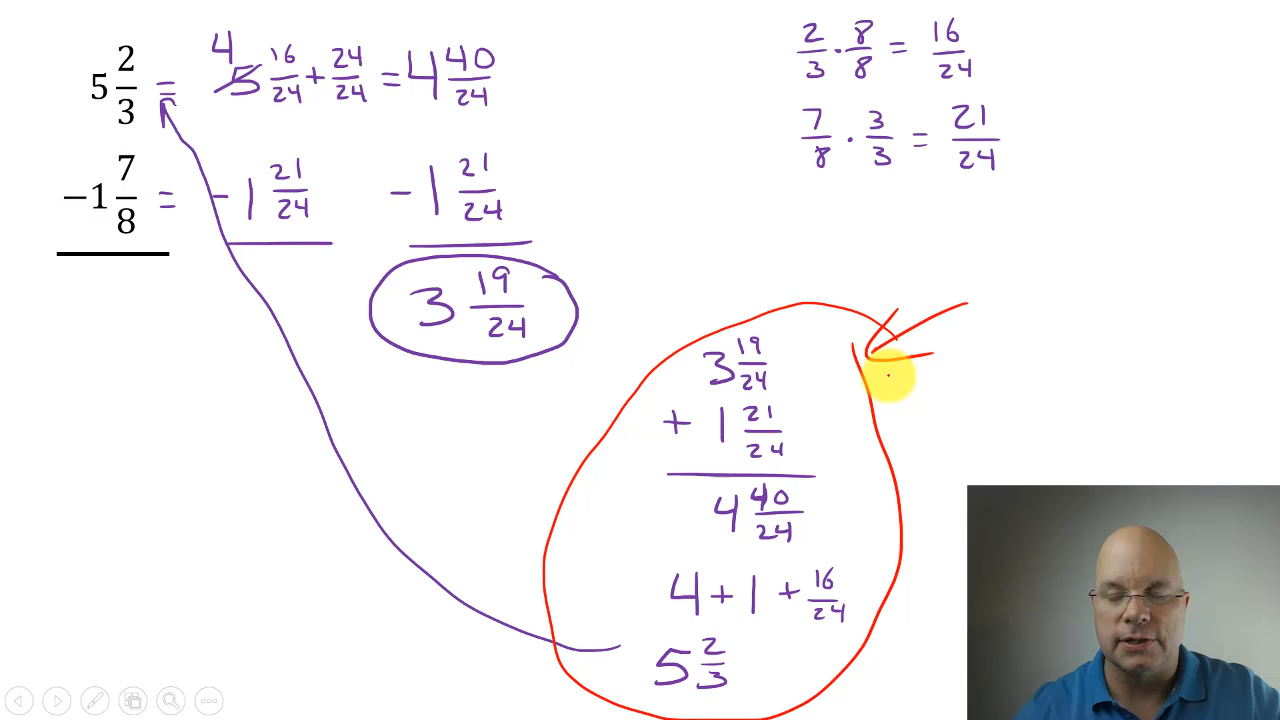 5 2/3 = 4 5 16/24 + 24/24 = 4 40/24
−1 7/8 = -1 21/24 -1 21/24
3 19/24
2/3 · 8/8 = 16/24
7/8 · 3/3 = 21/24
3 19/24
+ 1 21/24
4 40/24
4 + 1 + 16/24
5 2/3